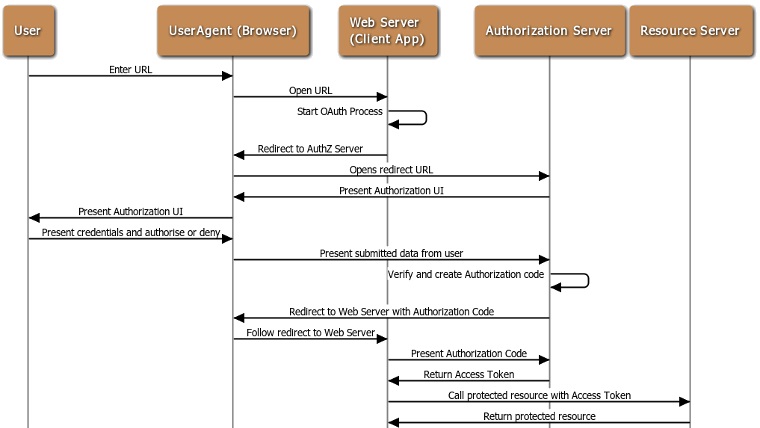 User
UserAgent (Browser)
Web Server
(Client App)
Authorization Server
Resource Server
Enter URL
Open URL
Start OAuth Process
Redirect to AuthZ Server
Opens redirect URL
Present Authorization UI
Present Authorization UI
Present credentials and authorise or deny
Present submitted data from user
Verify and create Authorization code
Redirect to Web Server with Authorization Code
Follow redirect to Web Server
Present Authorization Code
Return Access Token
Call protected resource with Access Token
Return protected resource